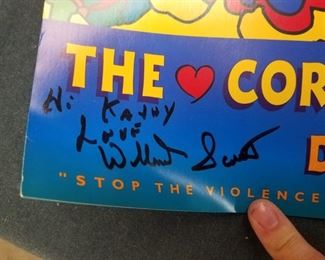 THE ❤ COR
D
Hi Kathy
Love
Willard Scott
"STOP THE VIOLENCE